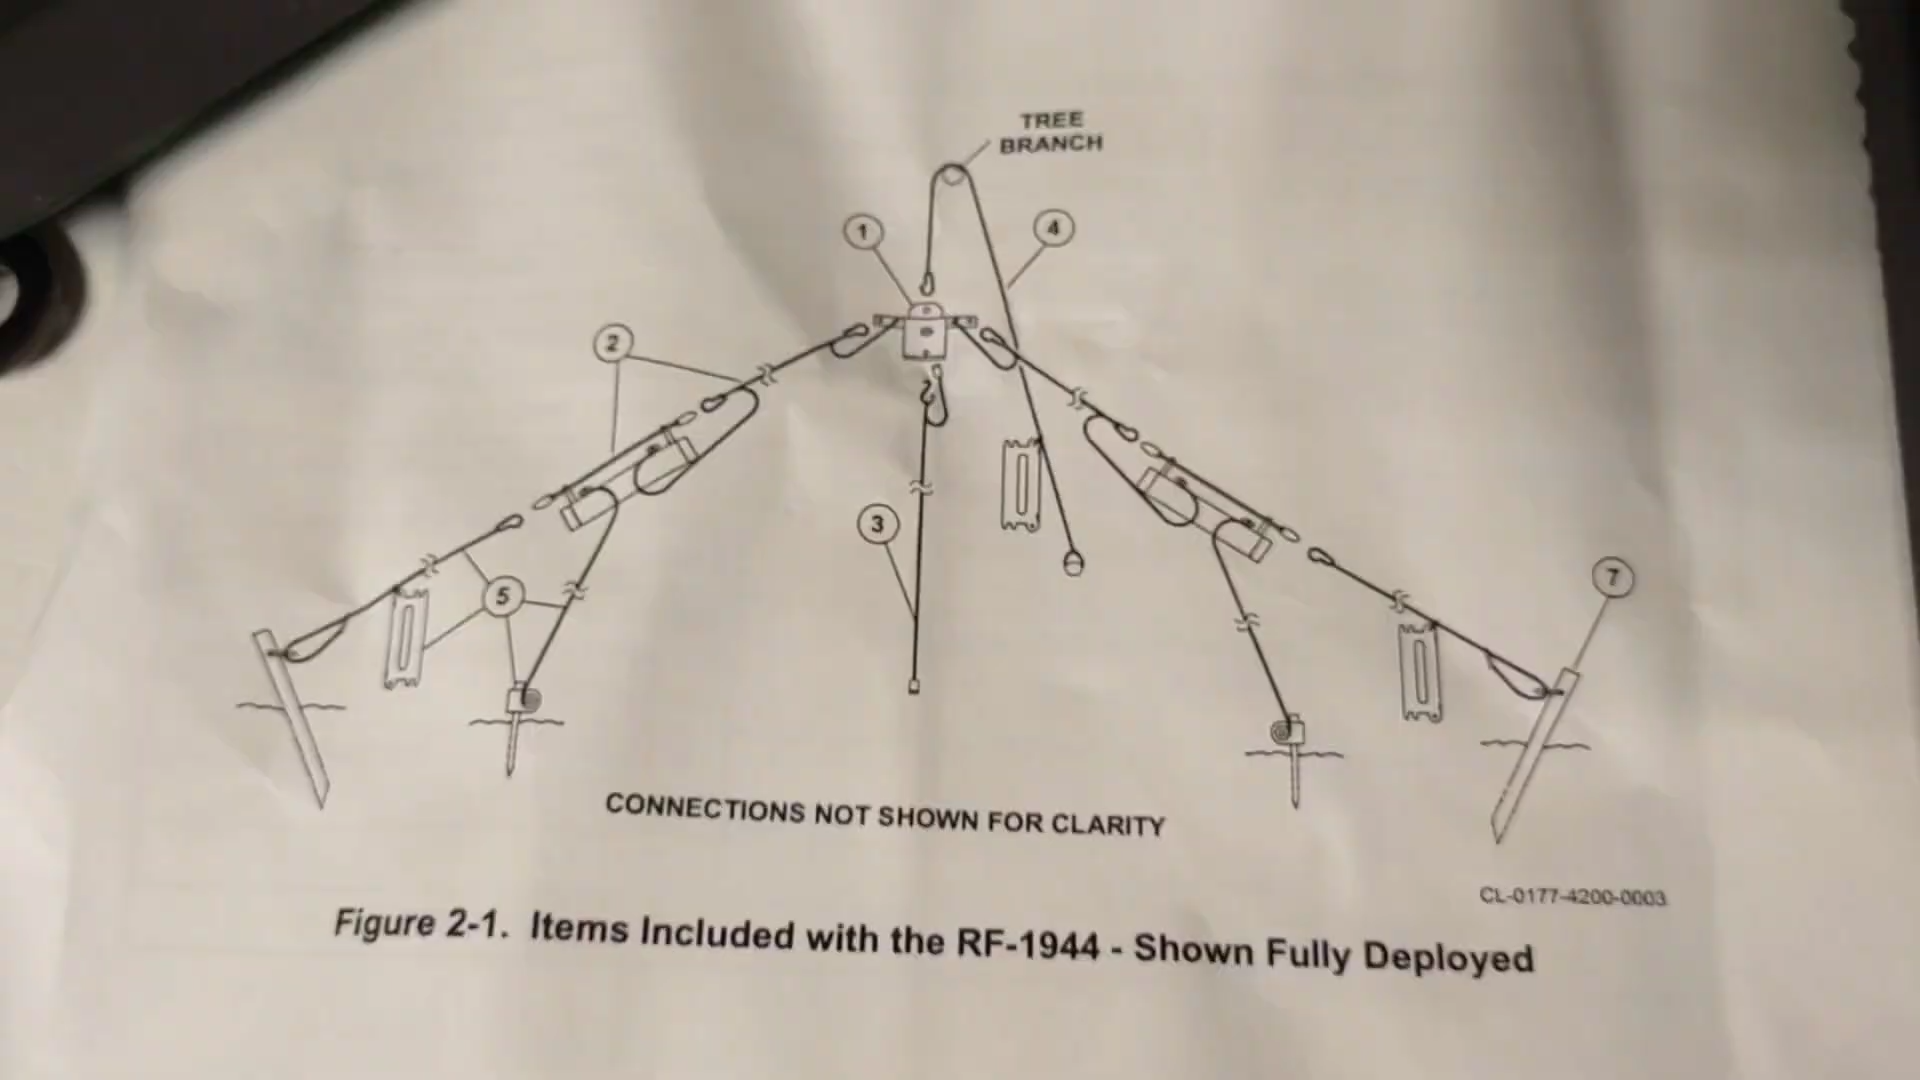 TREE
BRANCH
1
4
2
3
5
7
CONNECTIONS NOT SHOWN FOR CLARITY
CL-0177-4200-0003
Figure 2-1. Items Included with the RF-1944 - Shown Fully Deployed